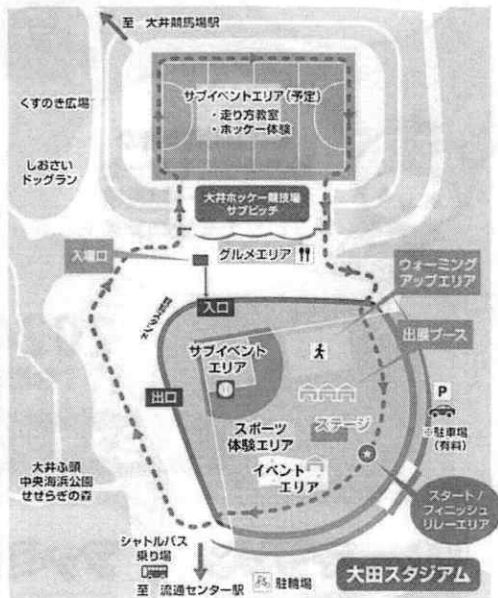 至 大井競馬場駅
サブイベントエリア(予定)
・走り方教室
・ホッケー体験
くすのき広場
しおさい
ドッグラン
大井ホッケー競技場
サブピッチ
入場口
グルメエリア
ウォーミング
アップエリア
入口
出展ブース
サブイベント
エリア
出口
P
ステージ
スポーツ
体験エリア
※駐車場
(有料)
イベント
エリア
大井ふ頭
中央海浜公園
せせらぎの森
スタート/
フィニッシュ
リレーエリア
シャトルバス
乗り場
至 流通センター駅
駐輪場
大田スタジアム